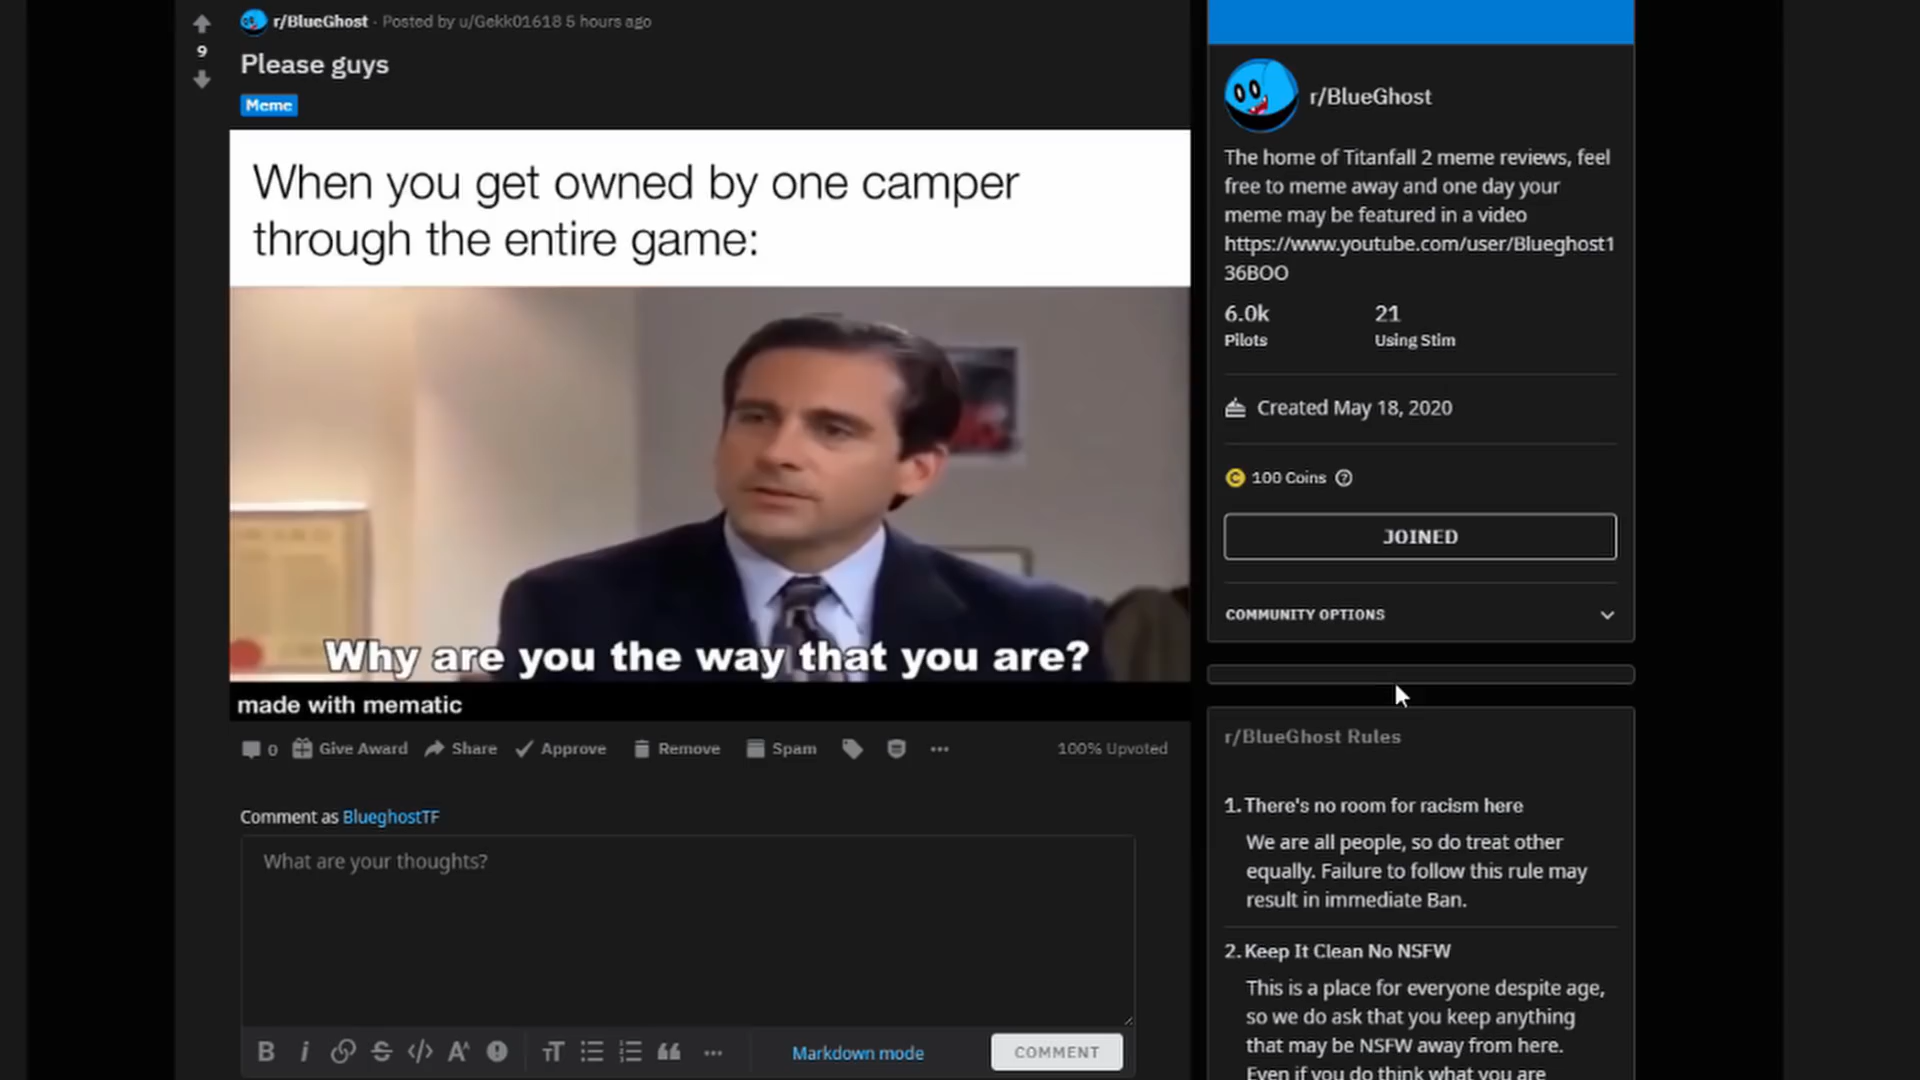 r/BlueGhost · Posted by u/Gekk01618 5 hours ago
9
Please guys
Meme
When you get owned by one camper
through the entire game:
Why are you the way that you are?
made with mematic
0 Give Award Share Approve Remove Spam ... 100% Upvoted
Comment as BlueghostTF
What are your thoughts?
Markdown mode
COMMENT
r/BlueGhost
The home of Titanfall 2 meme reviews, feel
free to meme away and one day your
meme may be featured in a video
https://www.youtube.com/user/Blueghost1
36BOO
6.0k 21
Pilots Using Stim
Created May 18, 2020
100 Coins
JOINED
COMMUNITY OPTIONS
r/BlueGhost Rules
1. There's no room for racism here
We are all people, so do treat other
equally. Failure to follow this rule may
result in immediate Ban.
2. Keep It Clean No NSFW
This is a place for everyone despite age,
so we do ask that you keep anything
that may be NSFW away from here.
Even if you do think what you are